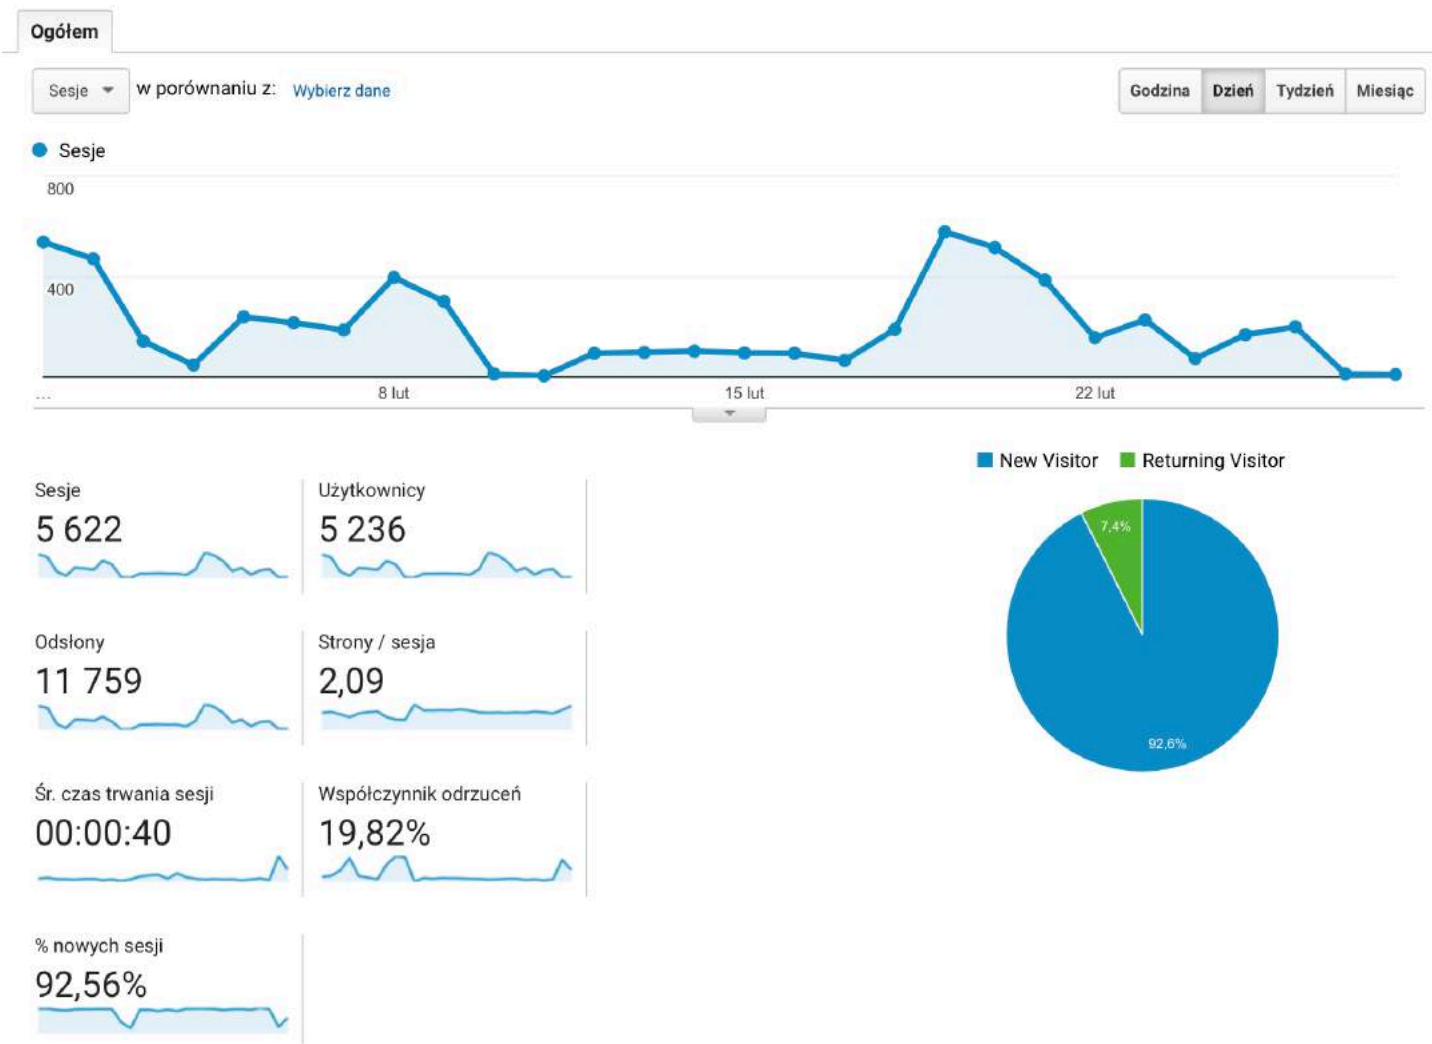 Ogółem
Sesje w porównaniu z: Wybierz dane Godzina Dzień Tydzień Miesiąc
Sesje
800
400
... 8 lut 15 lut 22 lut
New Visitor Returning Visitor
Sesje Użytkownicy
5 622 5 236
7,4%
Odsłony Strony / sesja
11 759 2,09
92,6%
Śr. czas trwania sesji Współczynnik odrzuceń
00:00:40 19,82%
% nowych sesji
92,56%